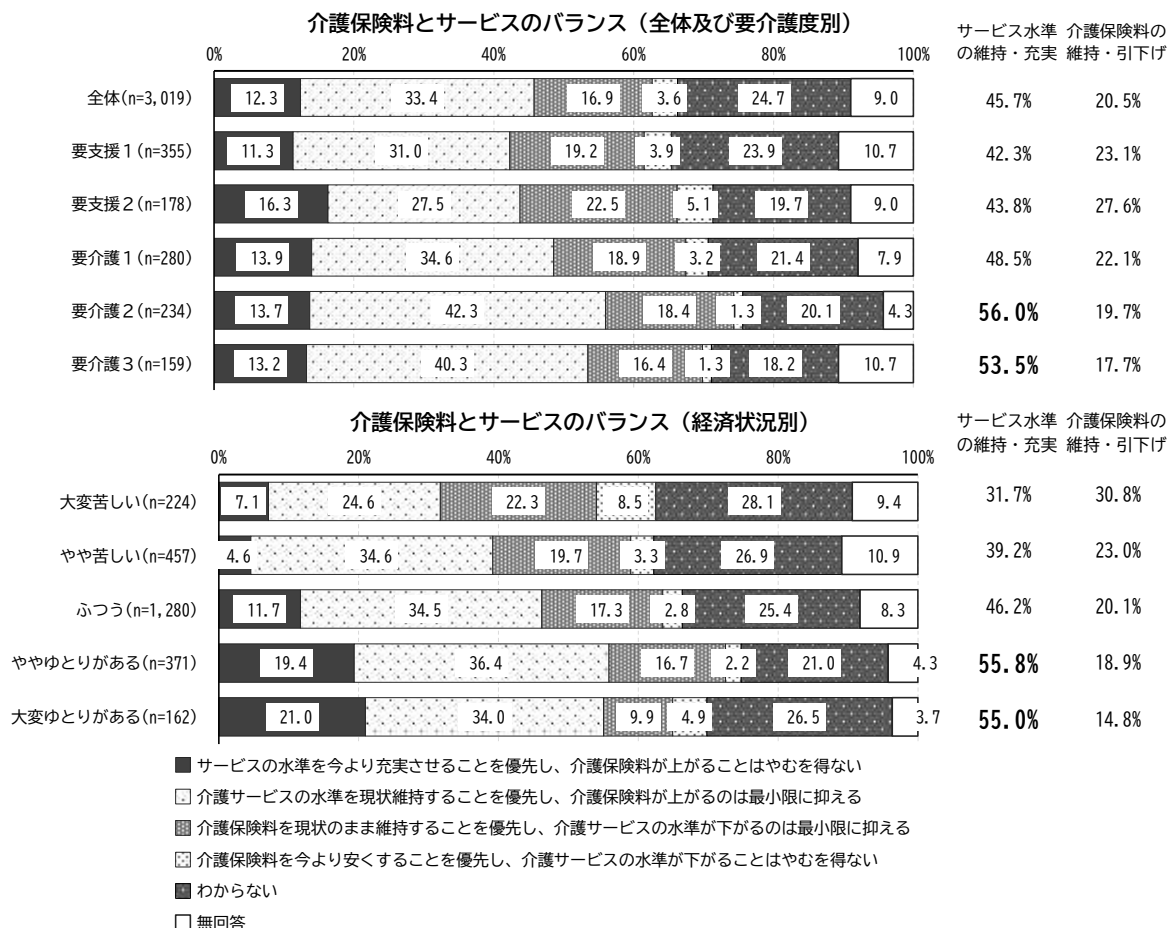 介護保険料とサービスのバランス（全体及び要介護度別）
サービス水準 介護保険料の
の維持・充実 維持・引下げ
0% 20% 40% 60% 80% 100%
全体(n=3,019) 12.3 33.4 16.9 3.6 24.7 9.0 45.7% 20.5%
要支援１(n=355) 11.3 31.0 19.2 3.9 23.9 10.7 42.3% 23.1%
要支援２(n=178) 16.3 27.5 22.5 5.1 19.7 9.0 43.8% 27.6%
要介護１(n=280) 13.9 34.6 18.9 3.2 21.4 7.9 48.5% 22.1%
要介護２(n=234) 13.7 42.3 18.4 1.3 20.1 4.3 56.0% 19.7%
要介護３(n=159) 13.2 40.3 16.4 1.3 18.2 10.7 53.5% 17.7%
介護保険料とサービスのバランス（経済状況別）
サービス水準 介護保険料の
の維持・充実 維持・引下げ
0% 20% 40% 60% 80% 100%
大変苦しい(n=224) 7.1 24.6 22.3 8.5 28.1 9.4 31.7% 30.8%
やや苦しい(n=457) 4.6 34.6 19.7 3.3 26.9 10.9 39.2% 23.0%
ふつう(n=1,280) 11.7 34.5 17.3 2.8 25.4 8.3 46.2% 20.1%
ややゆとりがある(n=371) 19.4 36.4 16.7 2.2 21.0 4.3 55.8% 18.9%
大変ゆとりがある(n=162) 21.0 34.0 9.9 4.9 26.5 3.7 55.0% 14.8%
サービスの水準を今より充実させることを優先し、介護保険料が上がることはやむを得ない
介護サービスの水準を現状維持することを優先し、介護保険料が上がるのは最小限に抑える
介護保険料を現状のまま維持することを優先し、介護サービスの水準が下がるのは最小限に抑える
介護保険料を今より安くすることを優先し、介護サービスの水準が下がることはやむを得ない
わからない
無回答